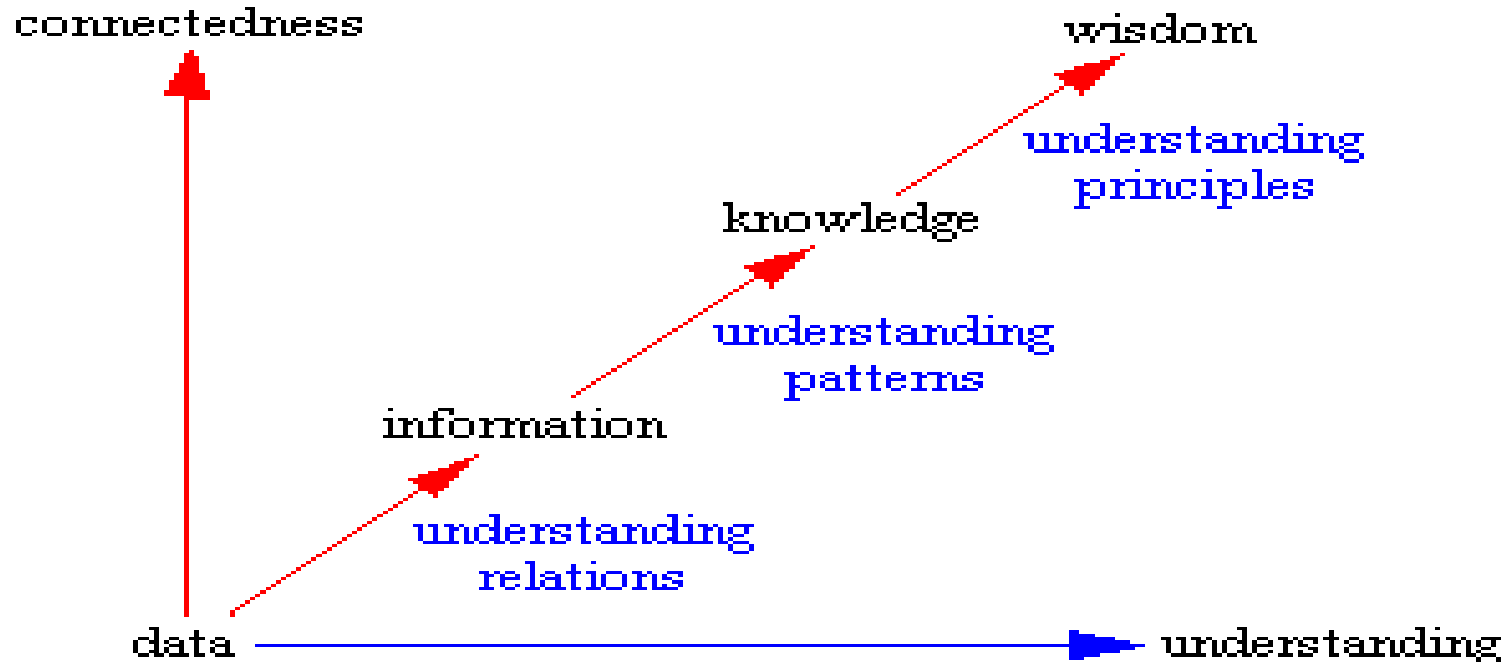 connectedness
wisdom
understanding
principles
knowledge
understanding
patterns
information
understanding
relations
data
understanding